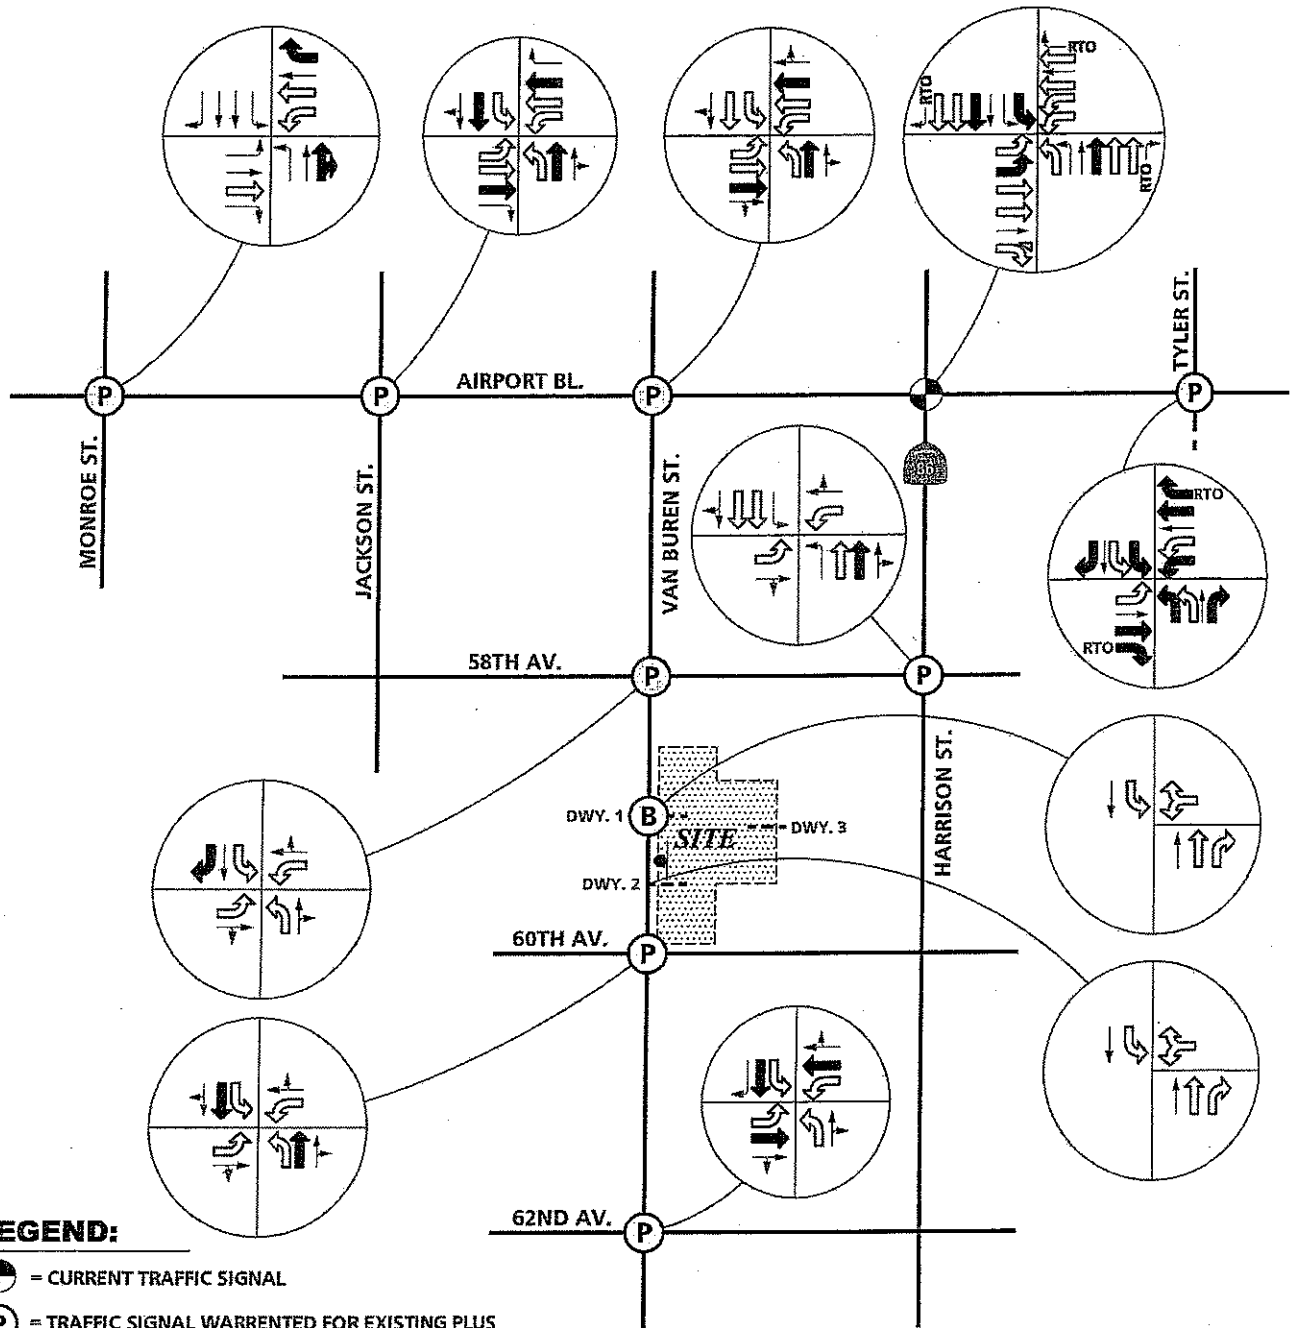 RTO
RTO
RTO
AIRPORT BL.
TYLER ST.
P
P
P
P
MONROE ST.
JACKSON ST.
VAN BUREN ST.
86
RTO
RTO
58TH AV.
P
P
HARRISON ST.
DWY. 1
B
SITE
DWY. 3
DWY. 2
60TH AV.
P
62ND AV.
P
EGEND:
= CURRENT TRAFFIC SIGNAL
P = TRAFFIC SIGNAL WARRENTED FOR EXISTING PLUS